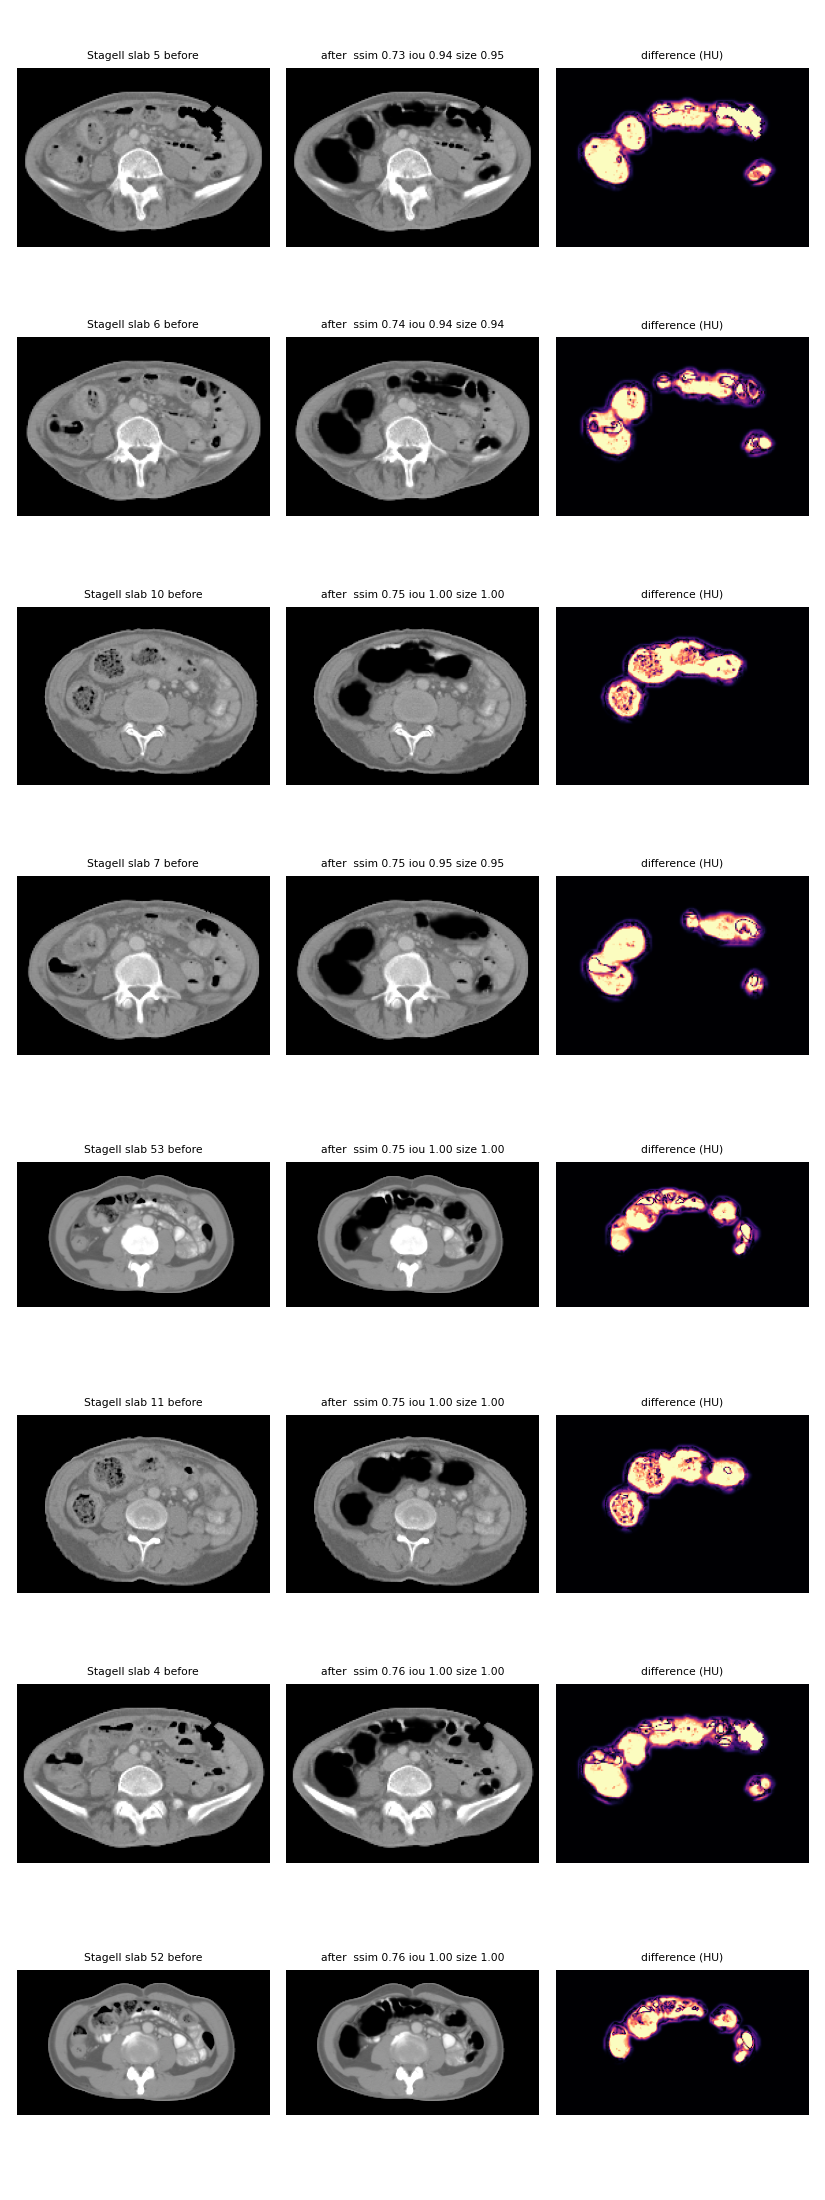 StageII slab 5 before
after ssim 0.73 iou 0.94 size 0.95
difference (HU)
StageII slab 6 before
after ssim 0.74 iou 0.94 size 0.94
difference (HU)
StageII slab 10 before
after ssim 0.75 iou 1.00 size 1.00
difference (HU)
StageII slab 7 before
after ssim 0.75 iou 0.95 size 0.95
difference (HU)
StageII slab 53 before
after ssim 0.75 iou 1.00 size 1.00
difference (HU)
StageII slab 11 before
after ssim 0.75 iou 1.00 size 1.00
difference (HU)
StageII slab 4 before
after ssim 0.76 iou 1.00 size 1.00
difference (HU)
StageII slab 52 before
after ssim 0.76 iou 1.00 size 1.00
difference (HU)